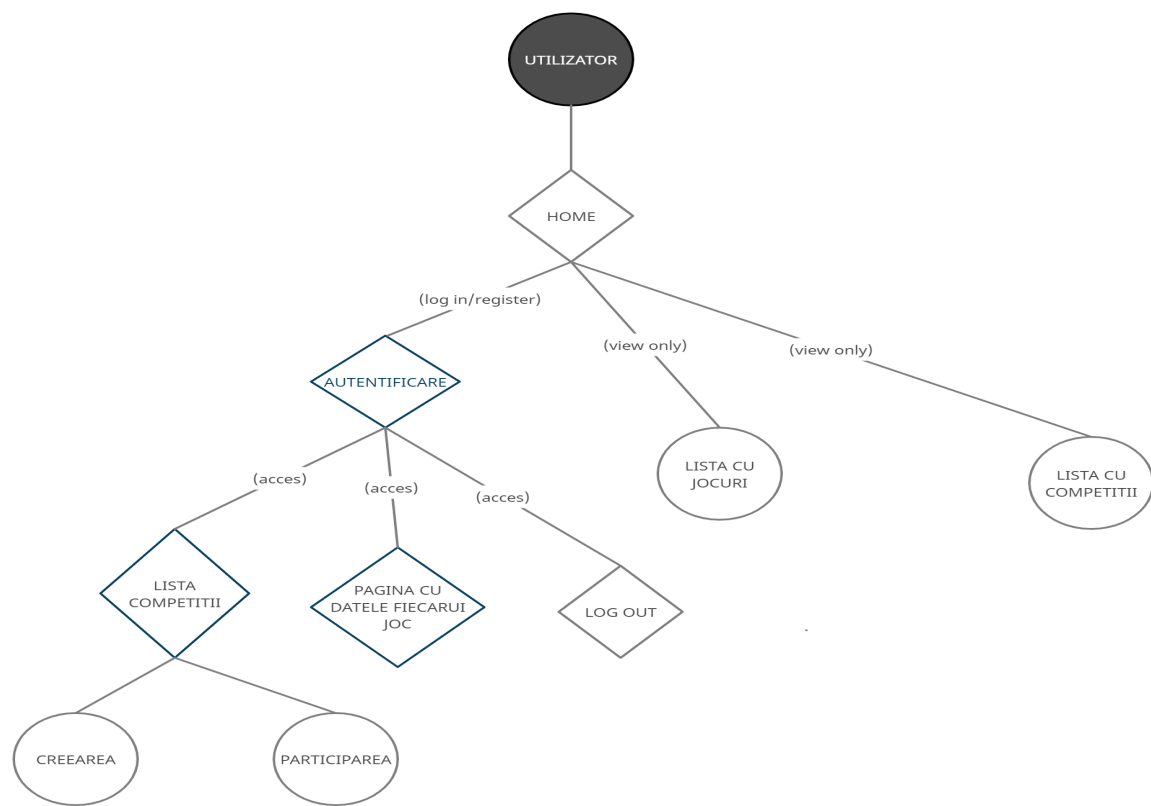 UTILIZATOR
HOME
(log in/register)
(view only)
(view only)
AUTENTIFICARE
LISTA CU
JOCURI
LISTA CU
COMPETITII
(acces)
(acces)
(acces)
LISTA
COMPETITII
PAGINA CU
DATELE FIECARUI
JOC
LOG OUT
CREEAREA
PARTICIPAREA